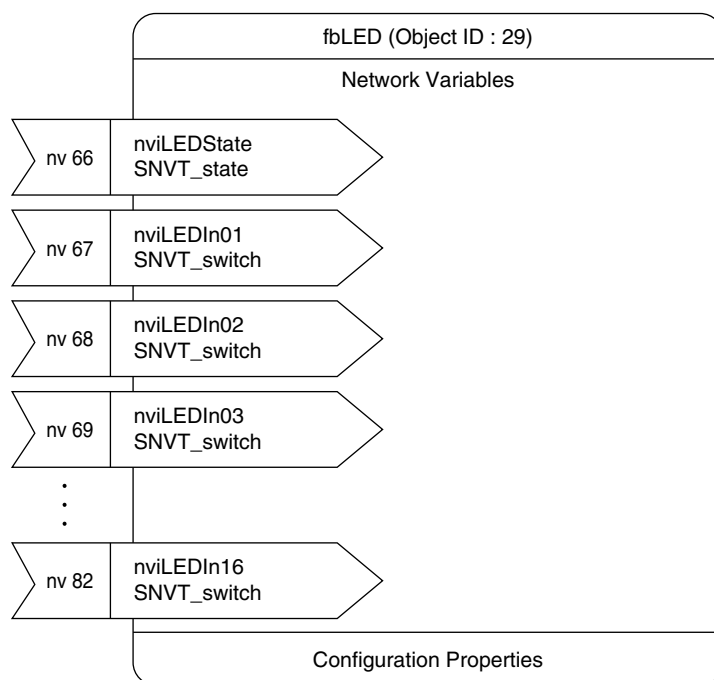 fbLED (Object ID : 29)
Network Variables
nv 66
nviLEDState
SNVT_state
nv 67
nviLEDIn01
SNVT_switch
nv 68
nviLEDIn02
SNVT_switch
nv 69
nviLEDIn03
SNVT_switch
nv 82
nviLEDIn16
SNVT_switch
Configuration Properties